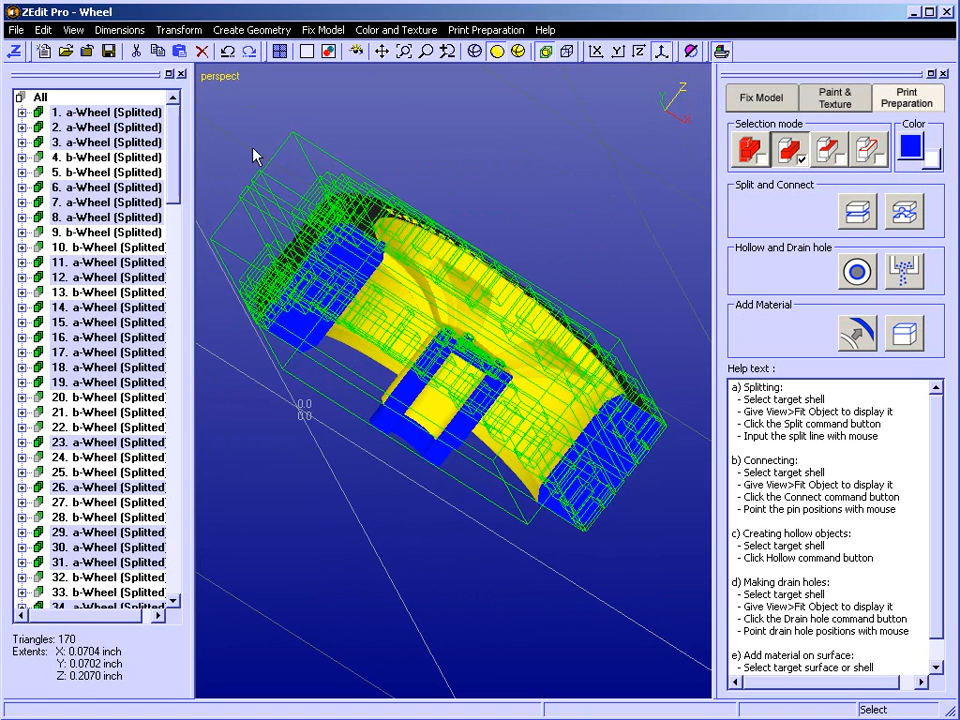 ZEdit Pro - Wheel
File Edit View Dimensions Transform Create Geometry Fix Model Color and Texture Print Preparation Help
perspect
Z
Y
X
0.0
0.0
All
1. a-Wheel (Splitted)
2. a-Wheel (Splitted)
3. a-Wheel (Splitted)
4. b-Wheel (Splitted)
5. b-Wheel (Splitted)
6. a-Wheel (Splitted)
7. a-Wheel (Splitted)
8. a-Wheel (Splitted)
9. b-Wheel (Splitted)
10. b-Wheel (Splitted
11. a-Wheel (Splitted
12. a-Wheel (Splitted
13. b-Wheel (Splitted
14. a-Wheel (Splitted
15. a-Wheel (Splitted
16. a-Wheel (Splitted
17. a-Wheel (Splitted
18. a-Wheel (Splitted
19. a-Wheel (Splitted
20. b-Wheel (Splitted
21. b-Wheel (Splitted
22. b-Wheel (Splitted
23. a-Wheel (Splitted
24. b-Wheel (Splitted
25. b-Wheel (Splitted
26. a-Wheel (Splitted
27. b-Wheel (Splitted
28. b-Wheel (Splitted
29. a-Wheel (Splitted
30. a-Wheel (Splitted
31. a-Wheel (Splitted
32. b-Wheel (Splitted
33. b-Wheel (Splitted
34. a-Wheel (Splitted
Triangles: 170
Extents: X: 0.0704 inch
Y: 0.0702 inch
Z: 0.2070 inch
Fix Model
Paint & Texture
Print Preparation
Selection mode
Color
Split and Connect
Hollow and Drain hole
Add Material
Help text :
a) Splitting:
- Select target shell
- Give View>Fit Object to display it
- Click the Split command button
- Input the split line with mouse
b) Connecting:
- Select target shell
- Give View>Fit Object to display it
- Click the Connect command button
- Point the pin positions with mouse
c) Creating hollow objects:
- Select target shell
- Click Hollow command button
d) Making drain holes:
- Select target shell
- Give View>Fit Object to display it
- Click the Drain hole command button
- Point drain hole positions with mouse
e) Add material on surface:
- Select target surface or shell
Select